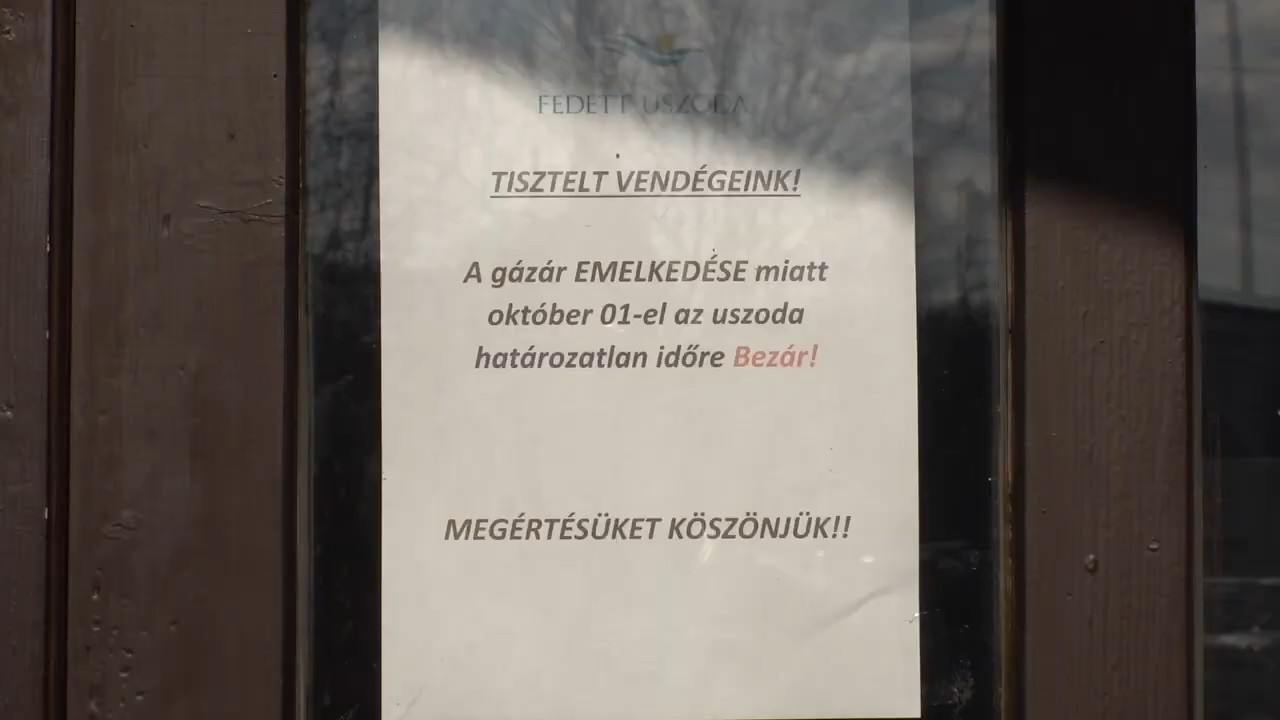 FEDETT USZODA
TISZTELT VENDÉGEINK!
A gázár EMELKEDÉSE miatt
október 01-el az uszoda
határozatlan időre Bezár!
MEGÉRTÉSÜKET KÖSZÖNJÜK!!